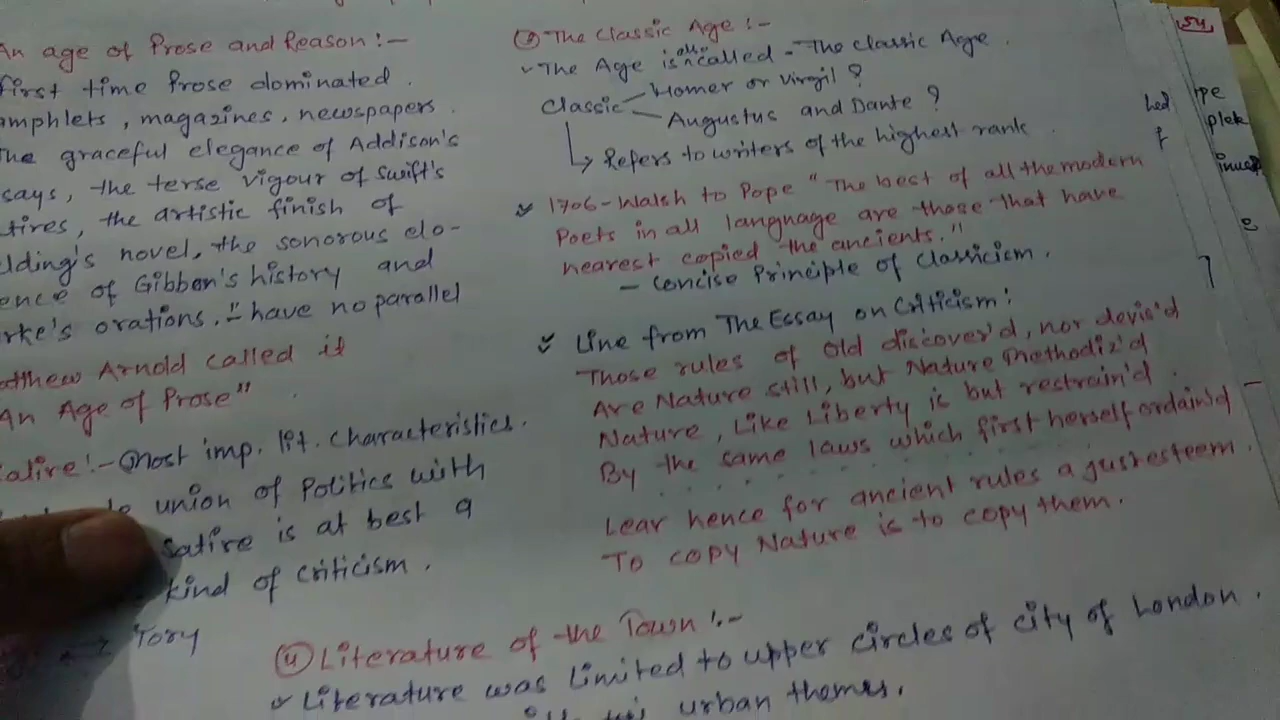 An age of Prose and Reason :-
first time Prose dominated.
amphlets, magazines, newspapers.
The graceful elegance of Addison's
says, the terse vigour of Swift's
tires, the artistic finish of
elding's novel, the sonorous elo-
ence of Gibbon's history and
rke's orations." - have no parallel
atthew Arnold called it
An Age of Prose".
atire :- Most imp. lit. characteristics.
union of Politics with
satire is at best a
kind of criticism.
Tory
③ The Classic Age :-
The Age is also called - The Classic Age.
Classic Homer or Virgil ?
Augustus and Dante ?
Refers to writers of the highest rank.
1706 - Walsh to Pope "The best of all the modern
Poets in all language are those that have
nearest copied the ancients."
- Concise Principle of Classicism.
Line from The Essay on Criticism :
Those rules of old discover'd, nor devis'd
Are Nature still, but Nature Methodiz'd
Nature, Like Liberty is but restrain'd.
By the same laws which first herself ordain'd
. . . . . . . . . . .
Lear hence for ancient rules a just esteem.
To copy Nature is to copy them.
④ Literature of the Town :-
Literature was limited to upper circles of city of London.
urban themes.
54
hed
pe
plek
f
e